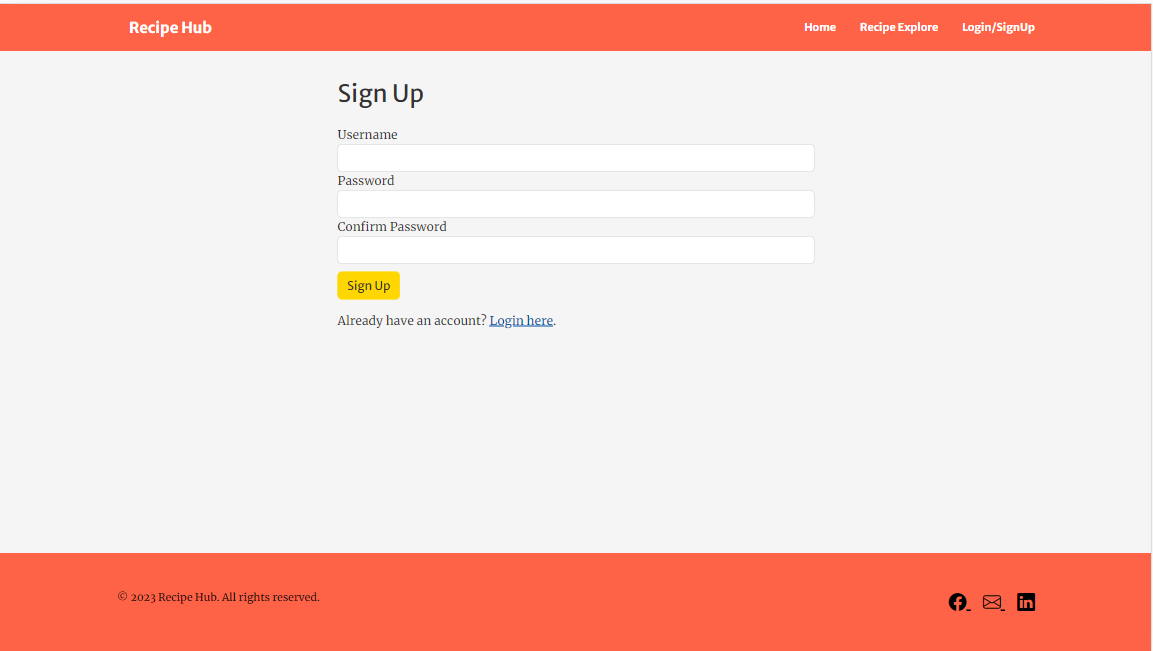 Recipe Hub
Home Recipe Explore Login/SignUp
Sign Up
Username
Password
Confirm Password
Sign Up
Already have an account? Login here.
© 2023 Recipe Hub. All rights reserved.
in